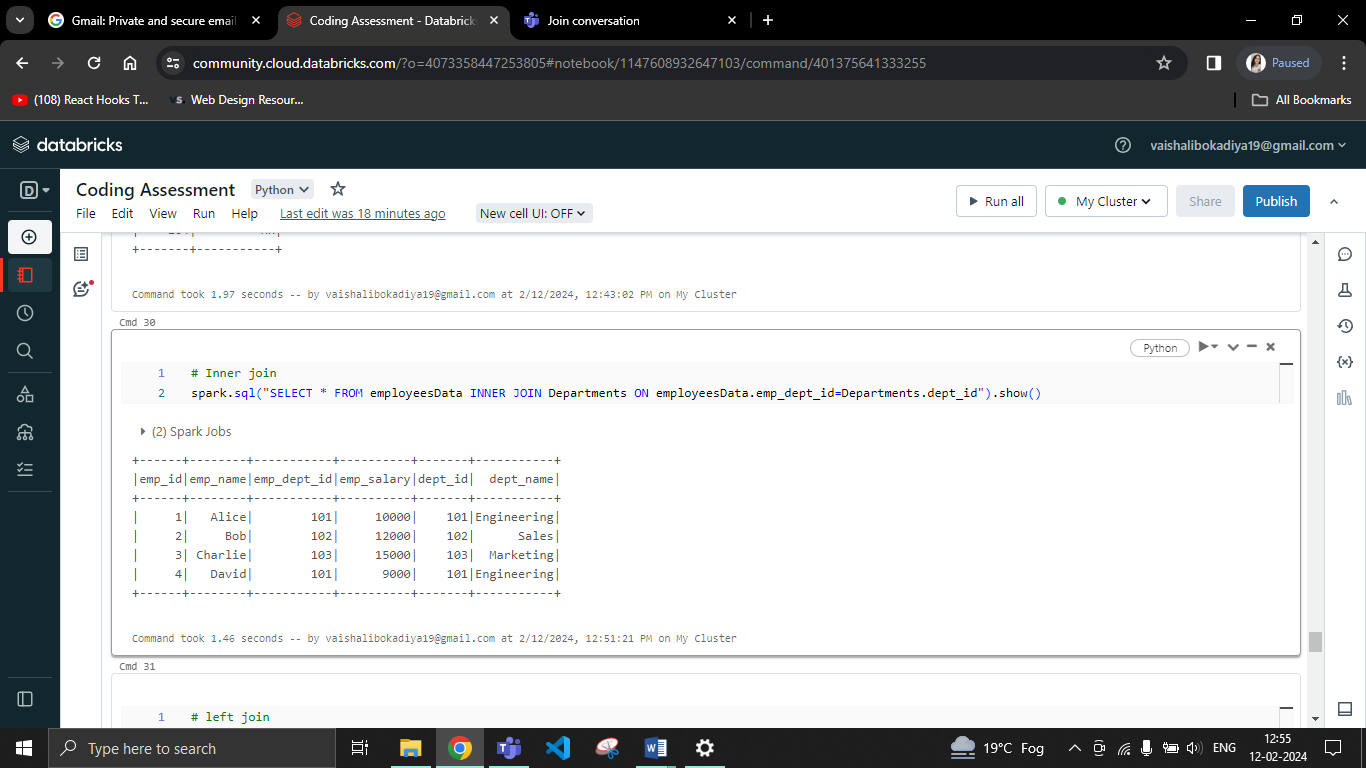 Gmail: Private and secure email
Coding Assessment - Databrick
Join conversation
community.cloud.databricks.com/?o=4073358447253805#notebook/1147608932647103/command/401375641333255
Paused
(108) React Hooks T...
VS
Web Design Resour...
All Bookmarks
databricks
vaishalibokadiya19@gmail.com
D
Coding Assessment
Python
File Edit View Run Help
Last edit was 18 minutes ago
New cell UI: OFF
Run all
My Cluster
Share
Publish
+-------+-----------+
Command took 1.97 seconds -- by vaishalibokadiya19@gmail.com at 2/12/2024, 12:43:02 PM on My Cluster
Cmd 30
Python
1 # Inner join
2 spark.sql("SELECT * FROM employeesData INNER JOIN Departments ON employeesData.emp_dept_id=Departments.dept_id").show()
(2) Spark Jobs
+------+--------+-----------+----------+-------+-----------+
|emp_id|emp_name|emp_dept_id|emp_salary|dept_id|  dept_name|
+------+--------+-----------+----------+-------+-----------+
|     1|   Alice|        101|     10000|    101|Engineering|
|     2|     Bob|        102|     12000|    102|      Sales|
|     3| Charlie|        103|     15000|    103|  Marketing|
|     4|   David|        101|      9000|    101|Engineering|
+------+--------+-----------+----------+-------+-----------+
Command took 1.46 seconds -- by vaishalibokadiya19@gmail.com at 2/12/2024, 12:51:21 PM on My Cluster
Cmd 31
1 # left join
Type here to search
19°C Fog
ENG
12:55
12-02-2024